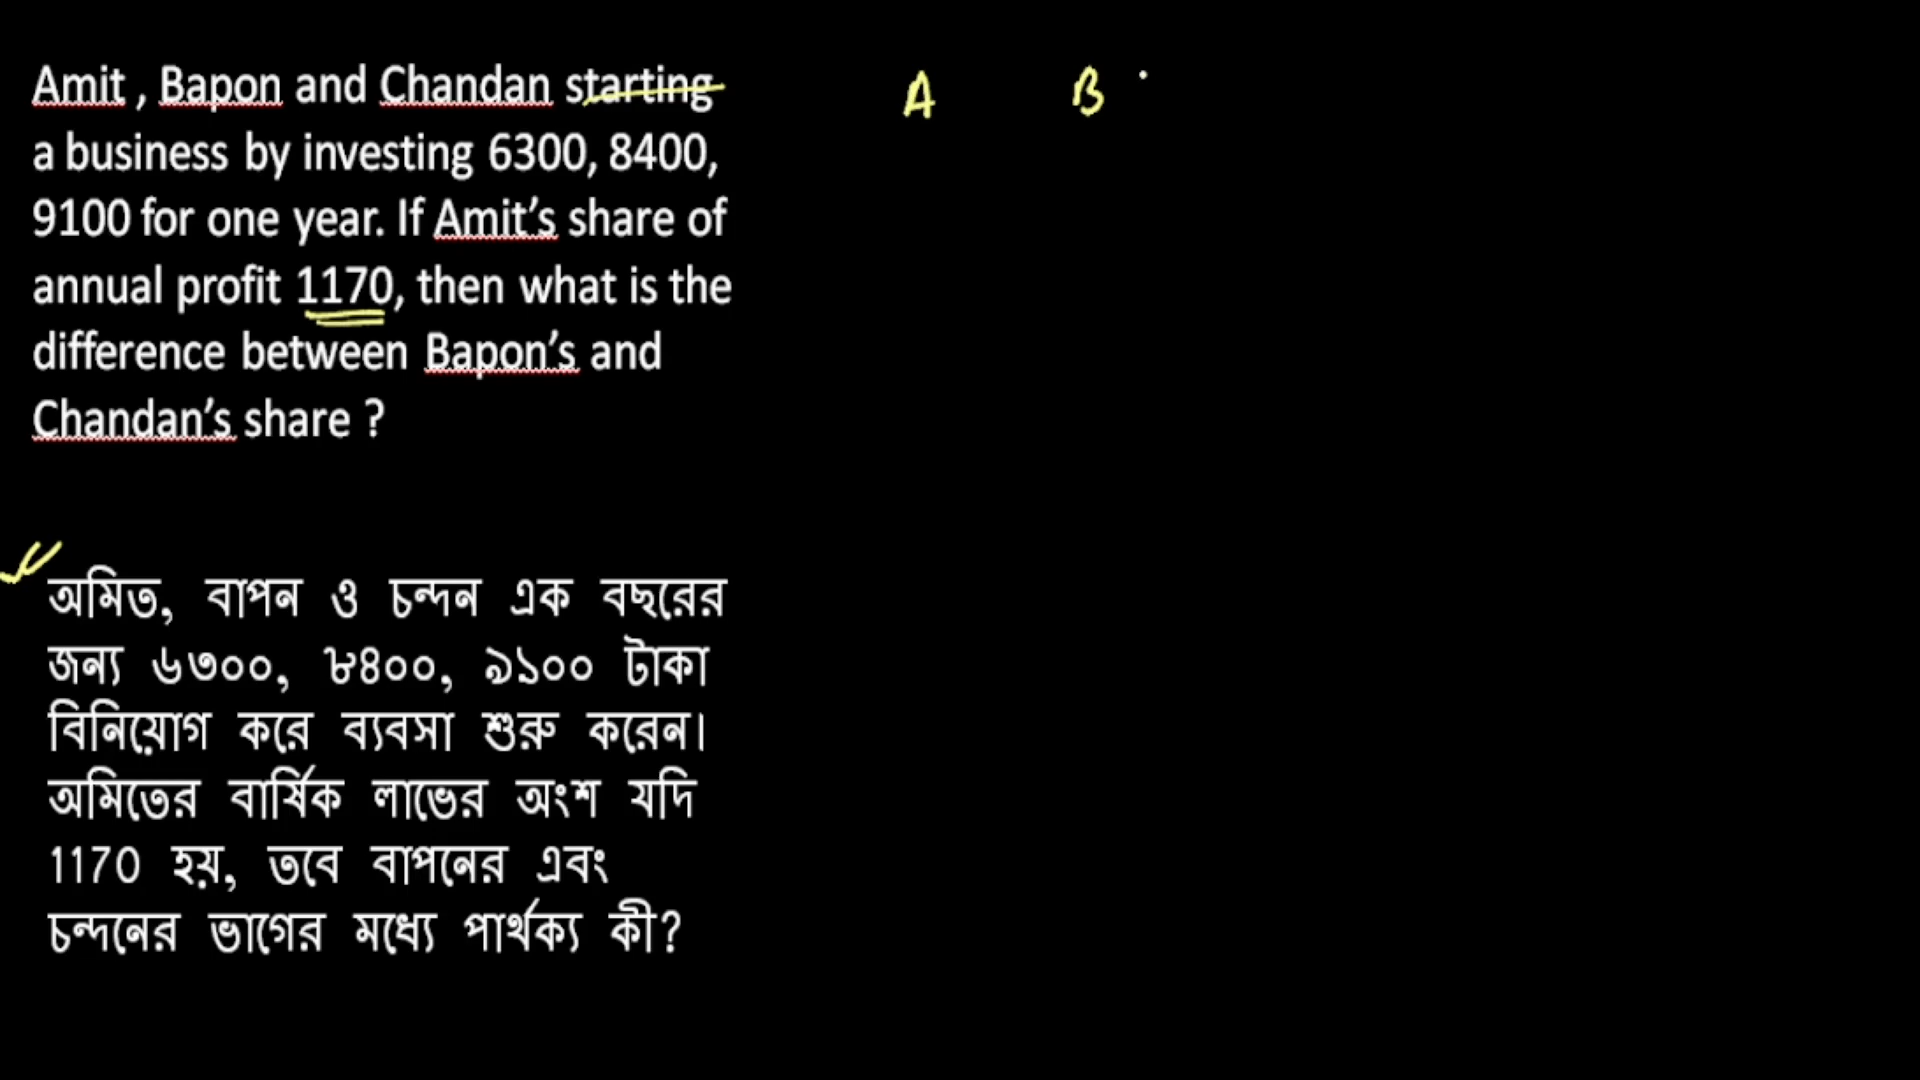 Amit , Bapon and Chandan starting
a business by investing 6300, 8400,
9100 for one year. If Amit’s share of
annual profit 1170, then what is the
difference between Bapon’s and
Chandan’s share ?
A B
অমিত, বাপন ও চন্দন এক বছরের
জন্য ৬৩০০, ৮৪০০, ৯১০০ টাকা
বিনিয়োগ করে ব্যবসা শুরু করেন।
অমিতের বার্ষিক লাভের অংশ যদি
1170 হয়, তবে বাপনের এবং
চন্দনের ভাগের মধ্যে পার্থক্য কী?